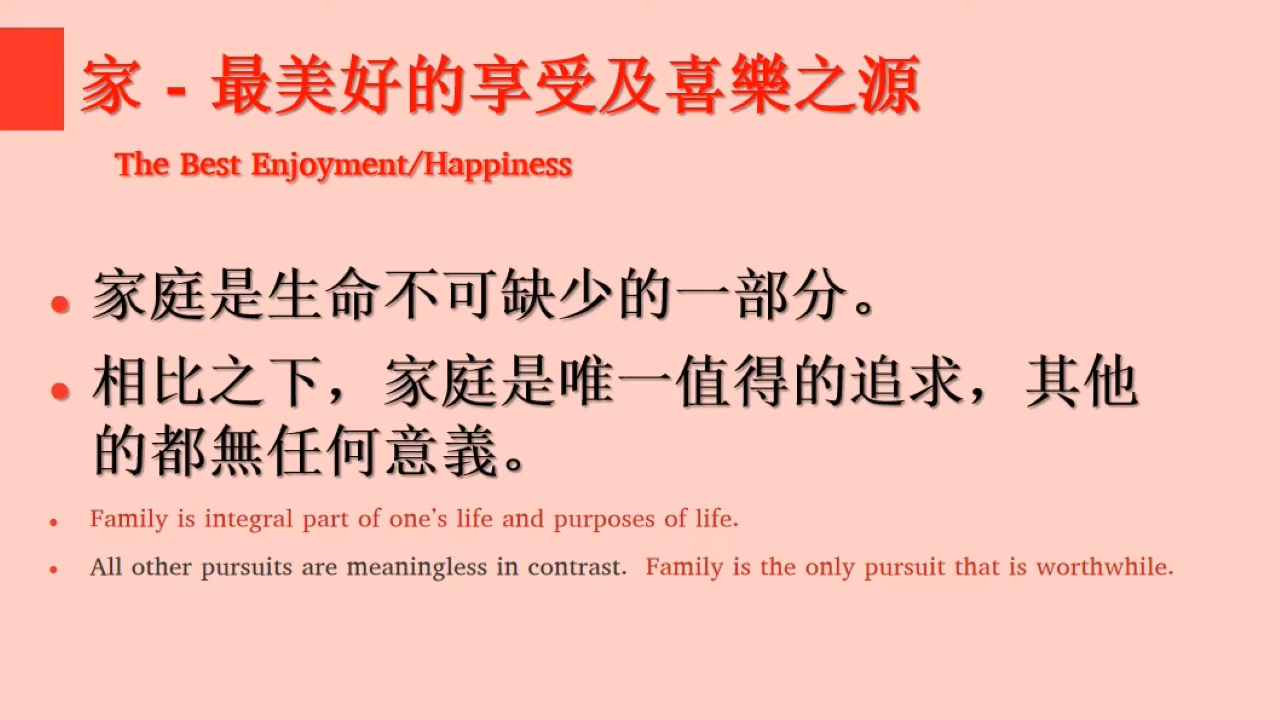 家 - 最美好的享受及喜樂之源
The Best Enjoyment/Happiness
• 家庭是生命不可缺少的一部分。
• 相比之下，家庭是唯一值得的追求，其他
的都無任何意義。
• Family is integral part of one's life and purposes of life.
• All other pursuits are meaningless in contrast. Family is the only pursuit that is worthwhile.